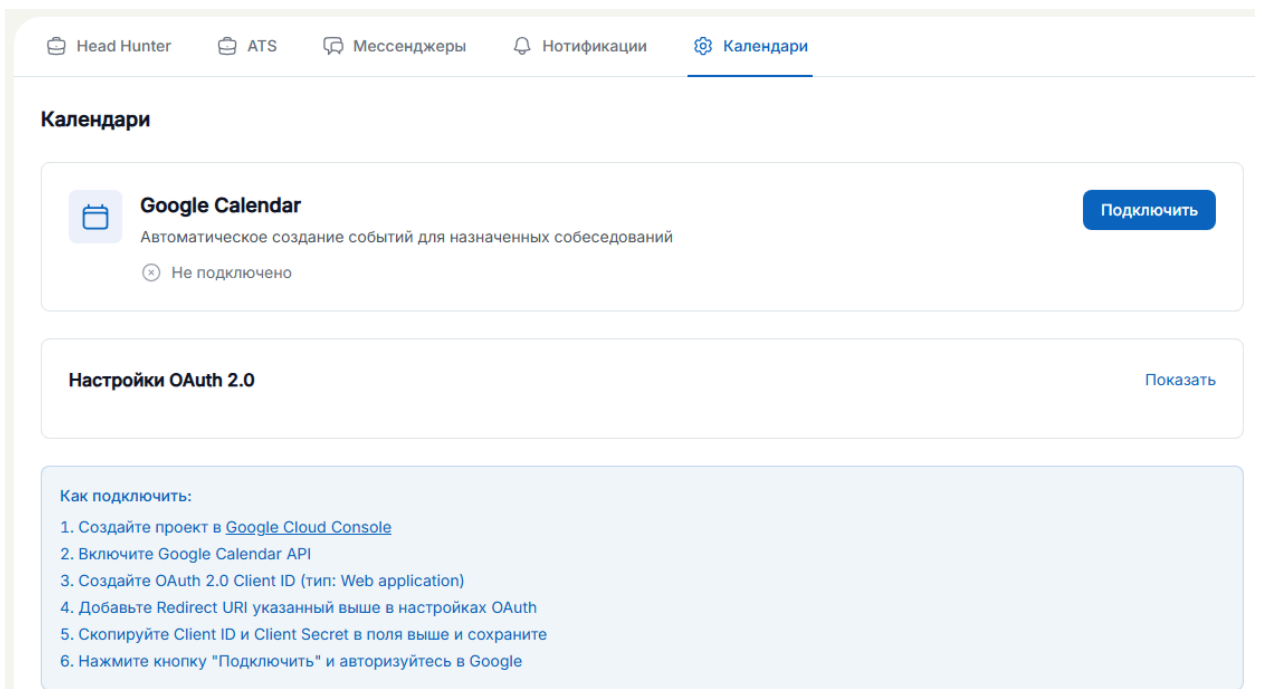 Head Hunter ATS Мессенджеры Нотификации Календари
Календари
Google Calendar
Подключить
Автоматическое создание событий для назначенных собеседований
Не подключено
Настройки OAuth 2.0
Показать
Как подключить:
1. Создайте проект в Google Cloud Console
2. Включите Google Calendar API
3. Создайте OAuth 2.0 Client ID (тип: Web application)
4. Добавьте Redirect URI указанный выше в настройках OAuth
5. Скопируйте Client ID и Client Secret в поля выше и сохраните
6. Нажмите кнопку "Подключить" и авторизуйтесь в Google